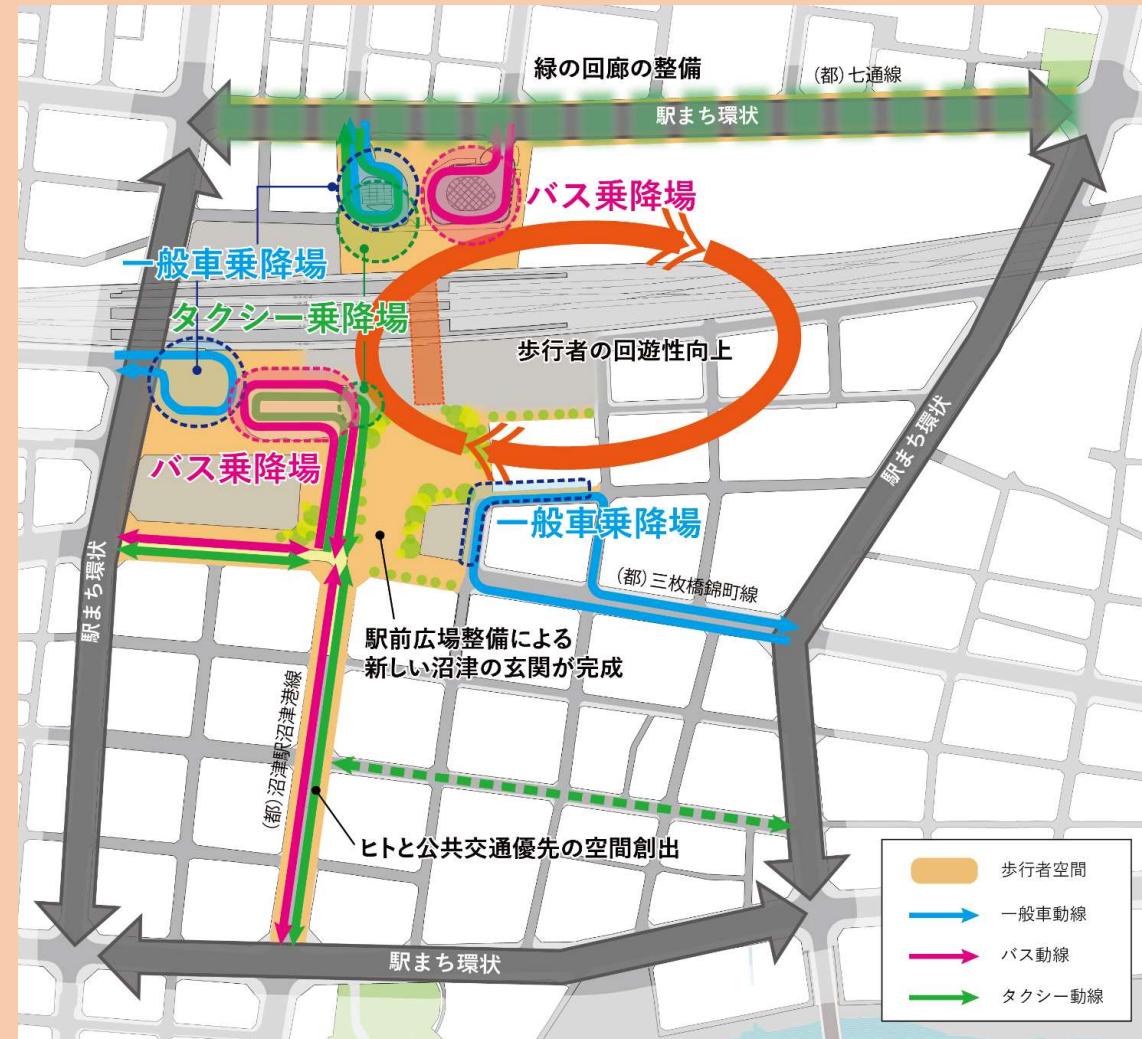 緑の回廊の整備
(都)七通線
駅まち環状
バス乗降場
一般車乗降場
タクシー乗降場
歩行者の回遊性向上
駅まち環状
バス乗降場
一般車乗降場
(都)三枚橋錦町線
駅まち環状
駅前広場整備による
新しい沼津の玄関が完成
(都)沼津駅沼津港線
ヒトと公共交通優先の空間創出
駅まち環状
歩行者空間
一般車動線
バス動線
タクシー動線